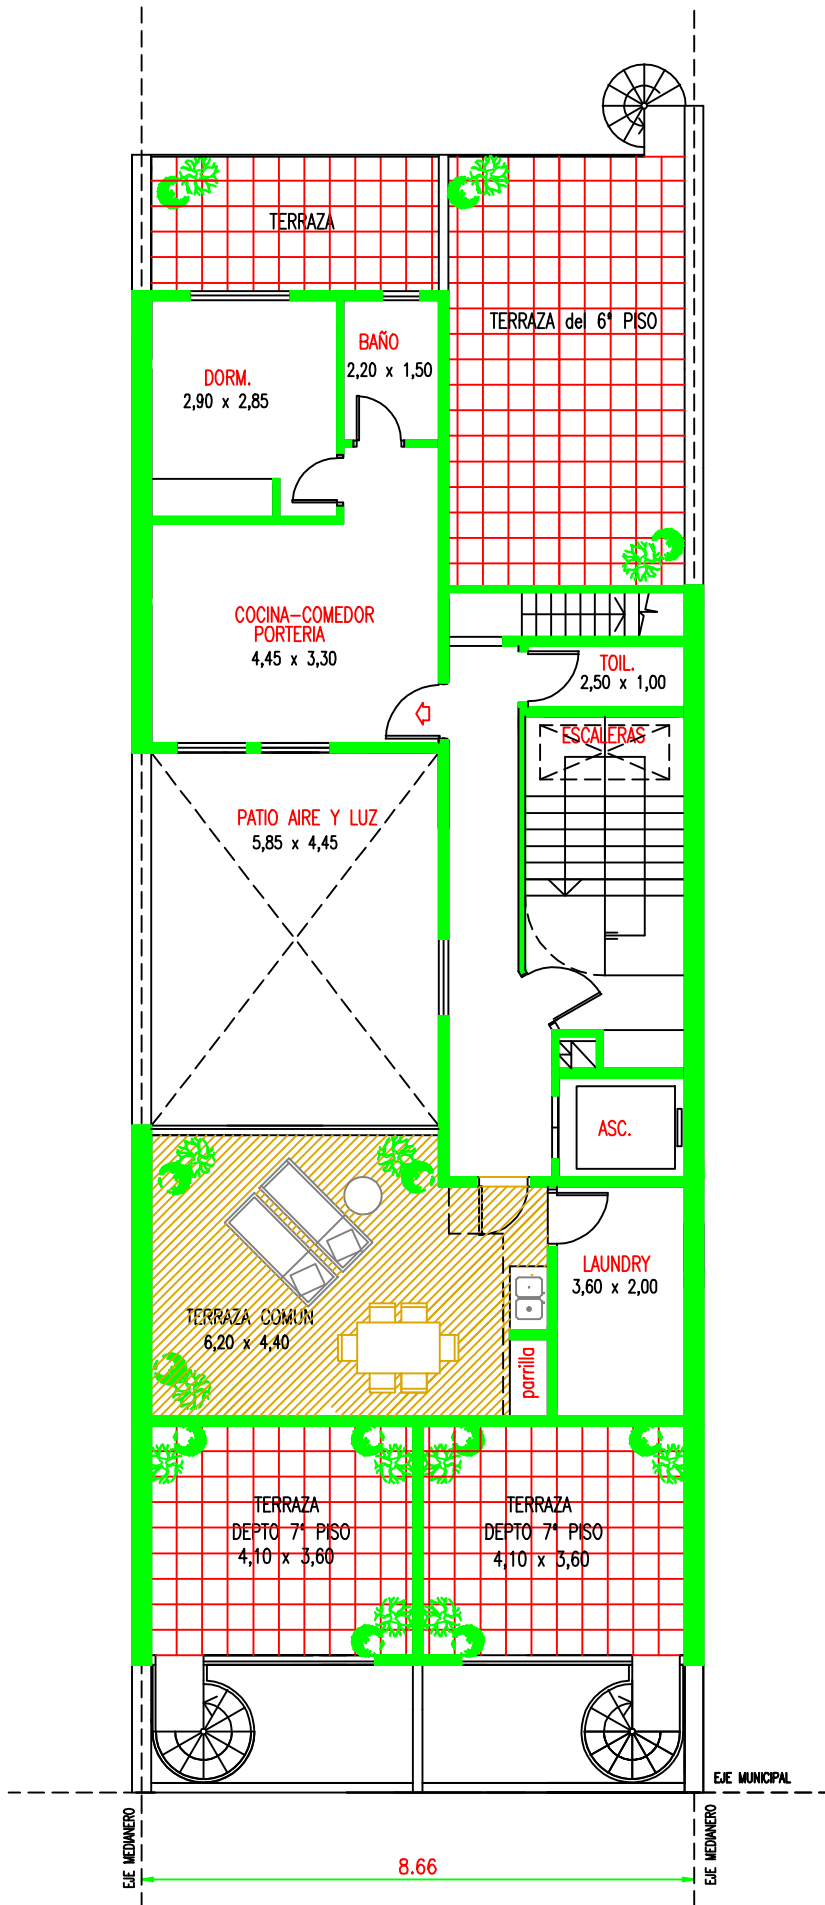 TERRAZA
TERRAZA del 6° PISO
BAÑO
2,20 x 1,50
DORM.
2,90 x 2,85
COCINA-COMEDOR
PORTERIA
4,45 x 3,30
TOIL.
2,50 x 1,00
ESCALERAS
PATIO AIRE Y LUZ
5,85 x 4,45
ASC.
LAUNDRY
3,60 x 2,00
TERRAZA COMUN
6,20 x 4,40
parrilla
TERRAZA
DEPTO 7° PISO
4,10 x 3,60
TERRAZA
DEPTO 7° PISO
4,10 x 3,60
EJE MUNICIPAL
EJE MEDIANERO
EJE MEDIANERO
8.66